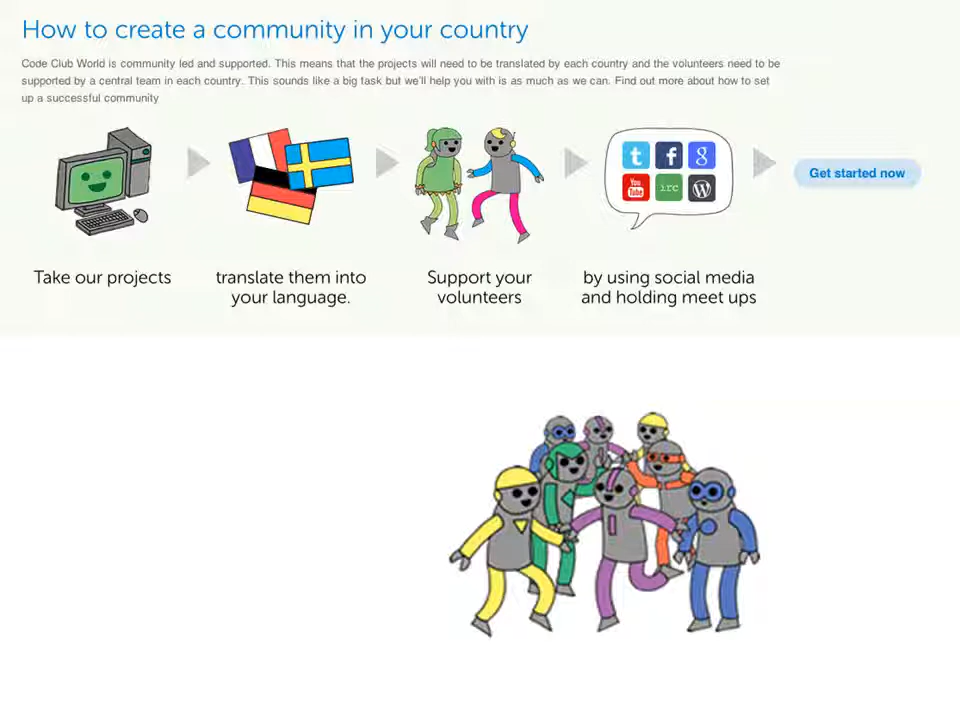 How to create a community in your country
Code Club World is community led and supported. This means that the projects will need to be translated by each country and the volunteers need to be
supported by a central team in each country. This sounds like a big task but we'll help you with is as much as we can. Find out more about how to set
up a successful community
t f g
You Tube irc W
Get started now
Take our projects
translate them into
your language.
Support your
volunteers
by using social media
and holding meet ups